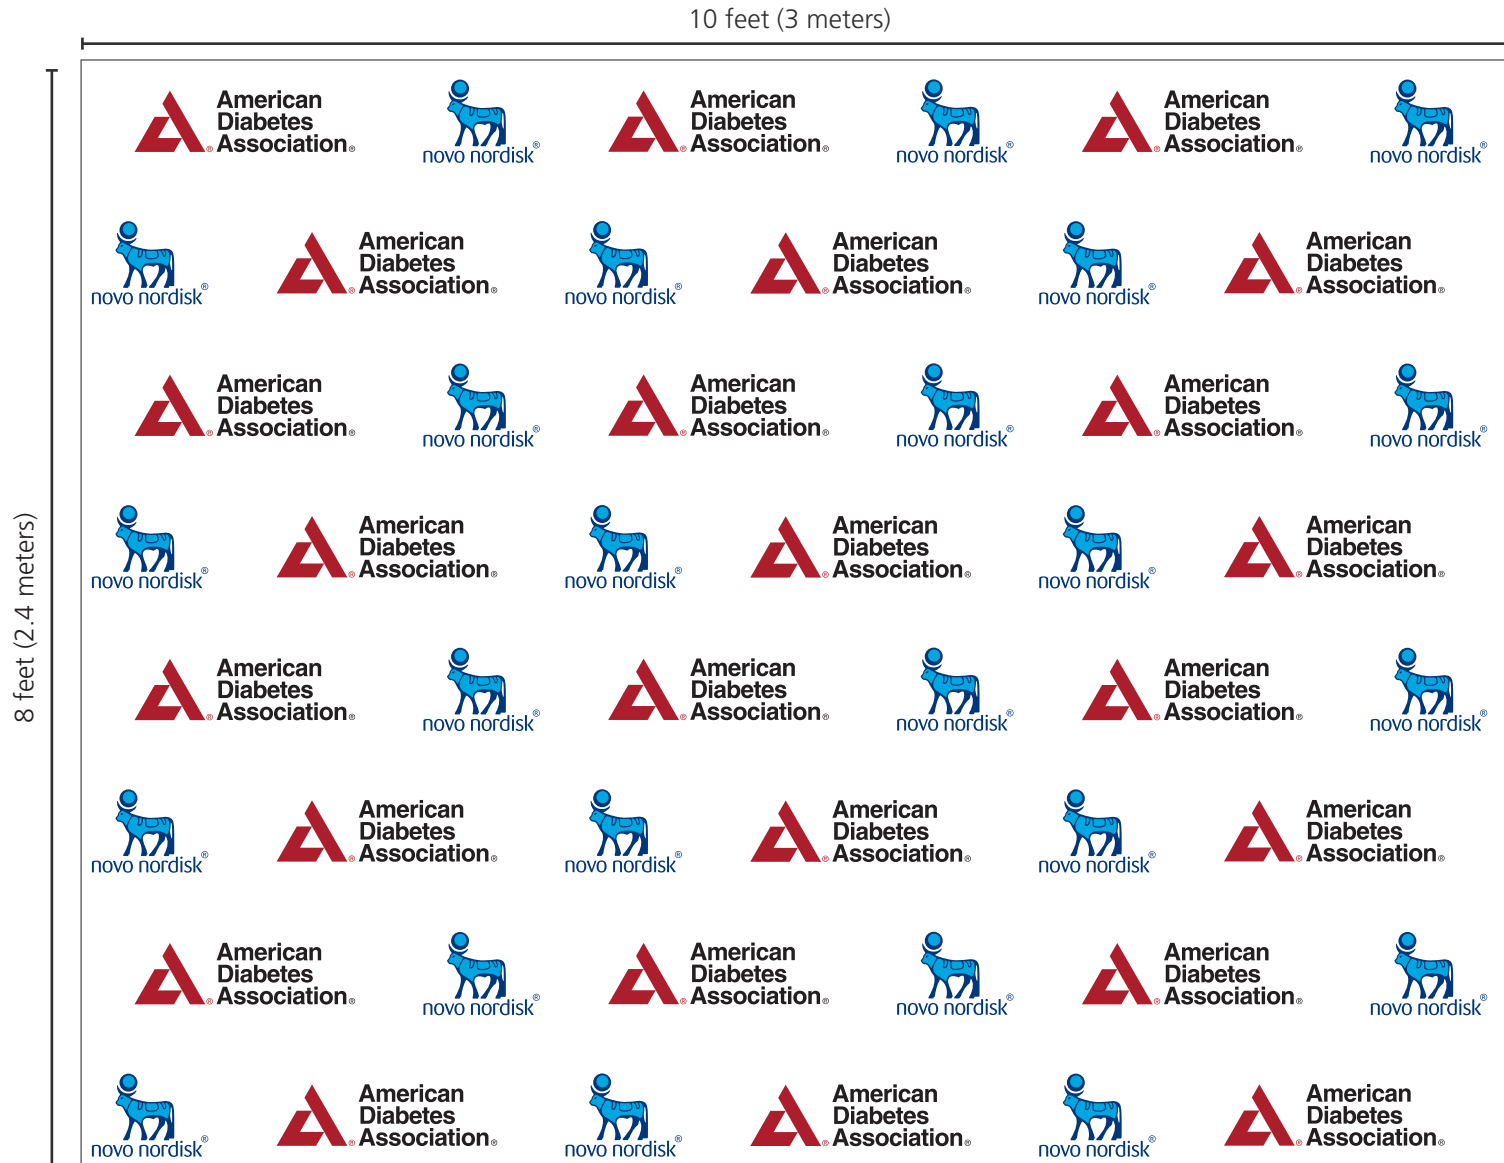 10 feet (3 meters)
8 feet (2.4 meters)
American Diabetes Association® novo nordisk® American Diabetes Association® novo nordisk® American Diabetes Association® novo nordisk®
novo nordisk® American Diabetes Association® novo nordisk® American Diabetes Association® novo nordisk® American Diabetes Association®
American Diabetes Association® novo nordisk® American Diabetes Association® novo nordisk® American Diabetes Association® novo nordisk®
novo nordisk® American Diabetes Association® novo nordisk® American Diabetes Association® novo nordisk® American Diabetes Association®
American Diabetes Association® novo nordisk® American Diabetes Association® novo nordisk® American Diabetes Association® novo nordisk®
novo nordisk® American Diabetes Association® novo nordisk® American Diabetes Association® novo nordisk® American Diabetes Association®
American Diabetes Association® novo nordisk® American Diabetes Association® novo nordisk® American Diabetes Association® novo nordisk®
novo nordisk® American Diabetes Association® novo nordisk® American Diabetes Association® novo nordisk® American Diabetes Association®